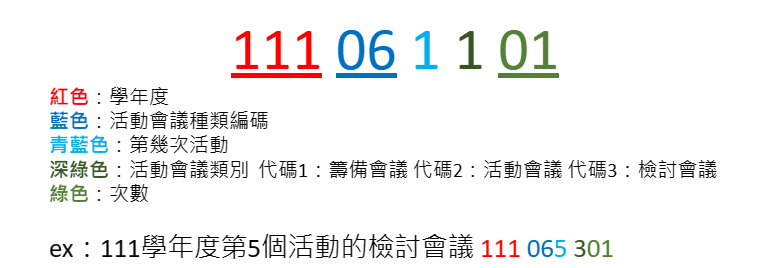 111 06 1 1 01
紅色：學年度
藍色：活動會議種類編碼
青藍色：第幾次活動
深綠色：活動會議類別 代碼1：籌備會議 代碼2：活動會議 代碼3：檢討會議
綠色：次數
ex：111學年度第5個活動的檢討會議 111 065 301